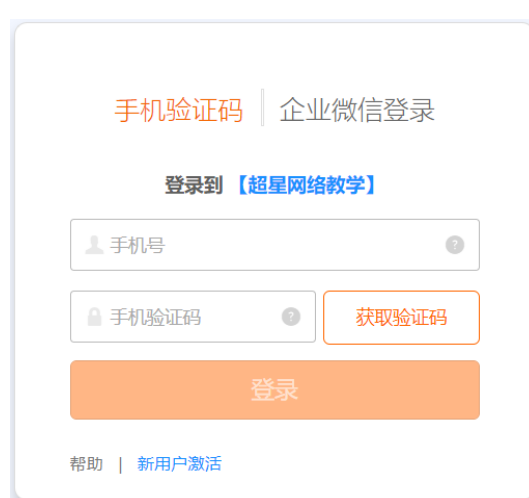 手机验证码 企业微信登录
登录到 【超星网络教学】
手机号 ?
手机验证码 ? 获取验证码
登录
帮助 | 新用户激活